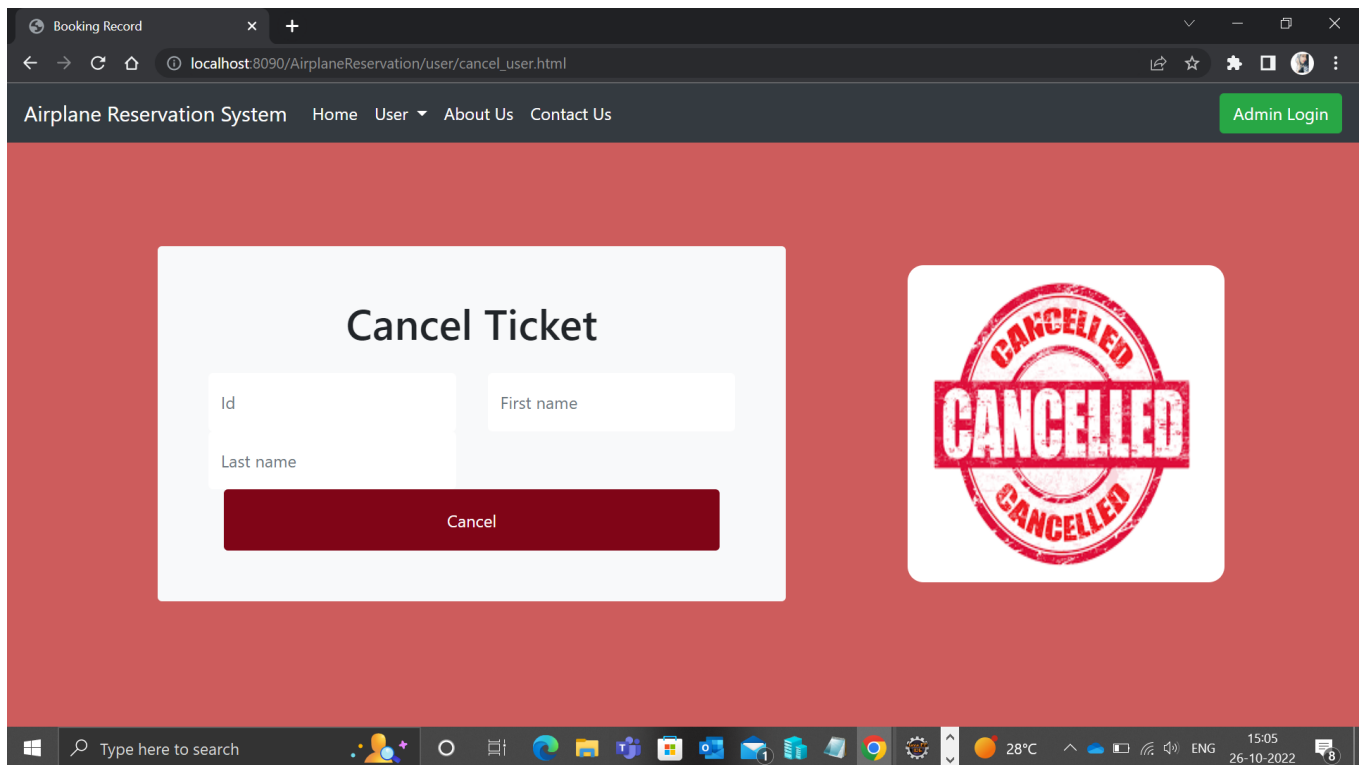 Booking Record
localhost:8090/AirplaneReservation/user/cancel_user.html
Airplane Reservation System Home User About Us Contact Us Admin Login
Cancel Ticket
Id First name
Last name
Cancel
CANCELLED
CANCELLED
CANCELLED
Type here to search 1 28°C ENG 15:05
26-10-2022 8